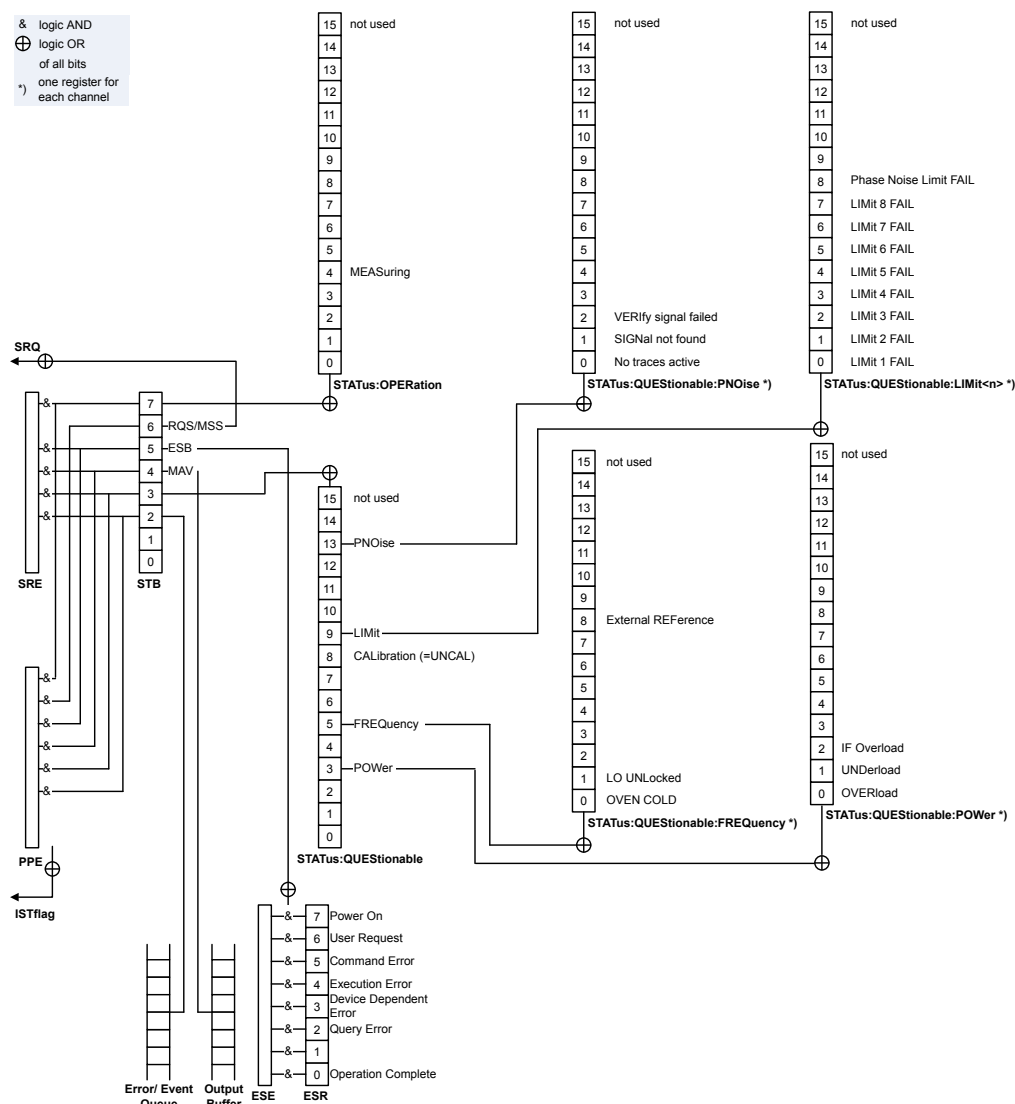 & logic AND
⊕ logic OR
of all bits
*) one register for
each channel
15 not used
14
13
12
11
10
9
8
7
6
5
4 MEASuring
3
2
1
0
STATus:OPERation
15 not used
14
13
12
11
10
9
8
7
6
5
4
3
2 VERIfy signal failed
1 SIGNal not found
0 No traces active
STATus:QUEStionable:PNOise *)
15 not used
14
13
12
11
10
9
8 Phase Noise Limit FAIL
7 LIMit 8 FAIL
6 LIMit 7 FAIL
5 LIMit 6 FAIL
4 LIMit 5 FAIL
3 LIMit 4 FAIL
2 LIMit 3 FAIL
1 LIMit 2 FAIL
0 LIMit 1 FAIL
STATus:QUEStionable:LIMit<n> *)
SRQ
&
&
&
&
&
SRE
7
6 RQS/MSS
5 ESB
4 MAV
3
2
1
0
STB
15 not used
14
13 PNOise
12
11
10
9 LIMit
8 CALibration (=UNCAL)
7
6
5 FREQuency
4
3 POWer
2
1
0
STATus:QUEStionable
15 not used
14
13
12
11
10
9
8 External REFerence
7
6
5
4
3
2
1 LO UNLocked
0 OVEN COLD
STATus:QUEStionable:FREQuency *)
15 not used
14
13
12
11
10
9
8
7
6
5
4
3
2 IF Overload
1 UNDerload
0 OVERload
STATus:QUEStionable:POWer *)
&
&
&
&
&
&
PPE
ISTflag
& 7 Power On
& 6 User Request
& 5 Command Error
& 4 Execution Error
& 3 Device Dependent
Error
& 2 Query Error
& 1
& 0 Operation Complete
ESE
ESR
Error/ Event
Queue
Output
Buffer